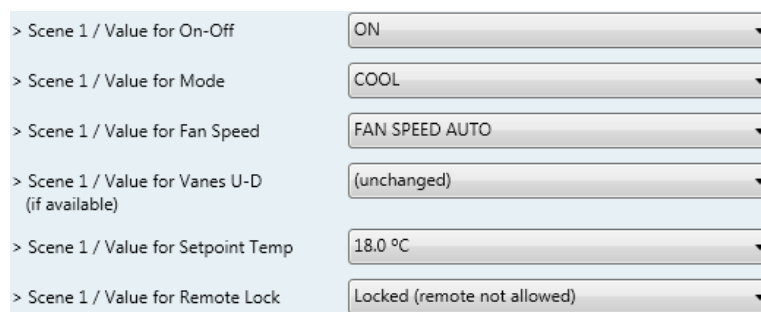 > Scene 1 / Value for On-Off ON
> Scene 1 / Value for Mode COOL
> Scene 1 / Value for Fan Speed FAN SPEED AUTO
> Scene 1 / Value for Vanes U-D (unchanged)
(if available)
> Scene 1 / Value for Setpoint Temp 18.0 ºC
> Scene 1 / Value for Remote Lock Locked (remote not allowed)